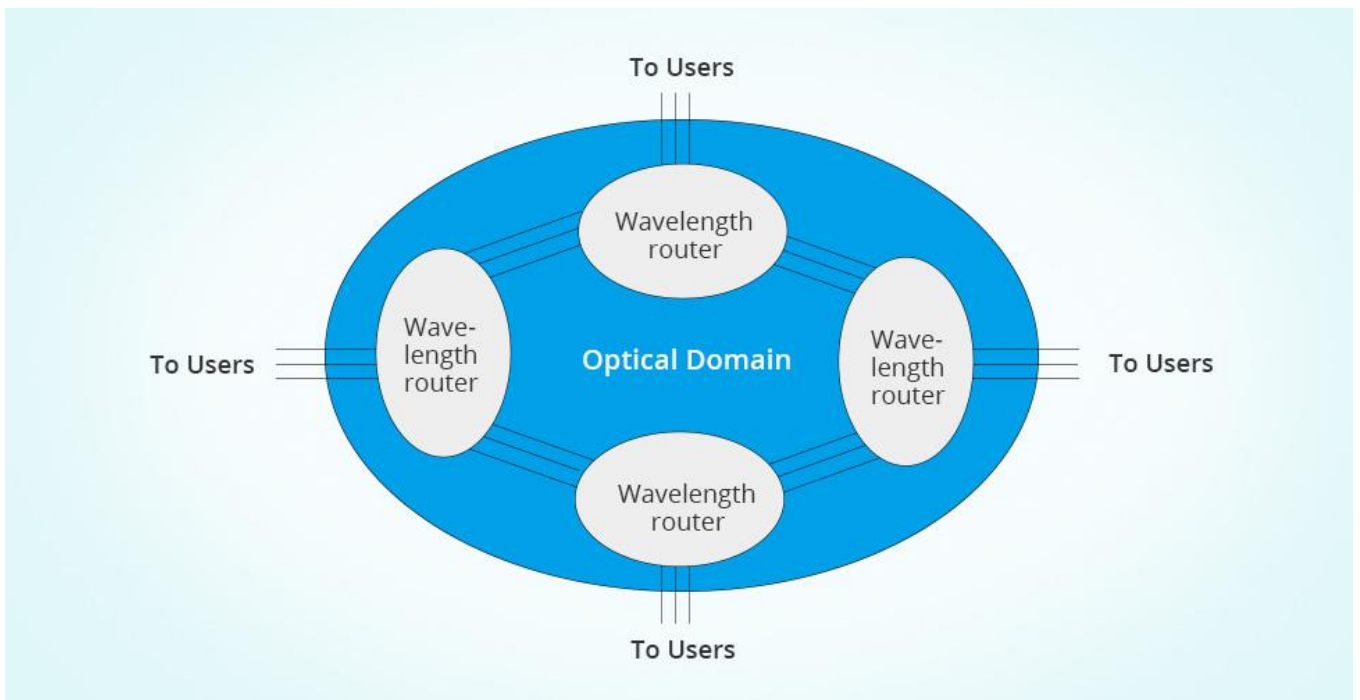 To Users
Wavelength
router
Wave-
length
router
To Users
Optical Domain
Wave-
length
router
To Users
Wavelength
router
To Users